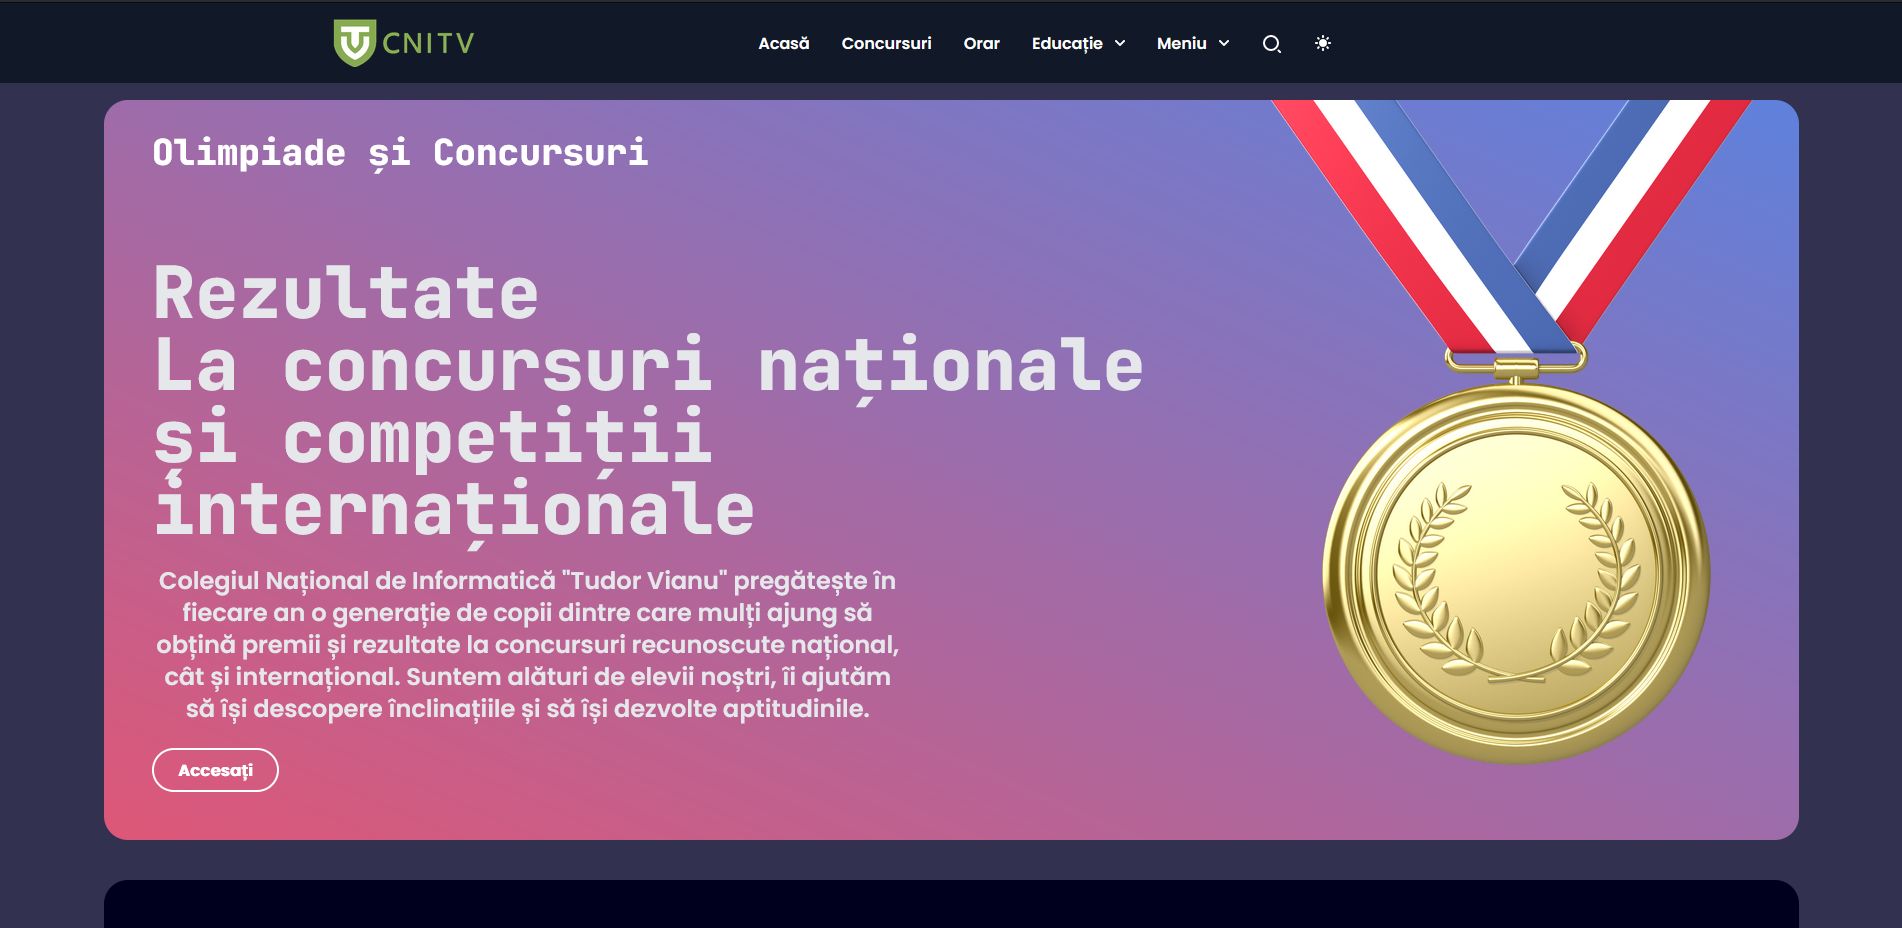 CNITV
Acasă Concursuri Orar Educație Meniu
Olimpiade și Concursuri
Rezultate
La concursuri naționale
și competiții
internaționale
Colegiul Național de Informatică "Tudor Vianu" pregătește în
fiecare an o generație de copii dintre care mulți ajung să
obțină premii și rezultate la concursuri recunoscute național,
cât și internațional. Suntem alături de elevii noștri, îi ajutăm
să își descopere înclinațiile și să își dezvolte aptitudinile.
Accesați